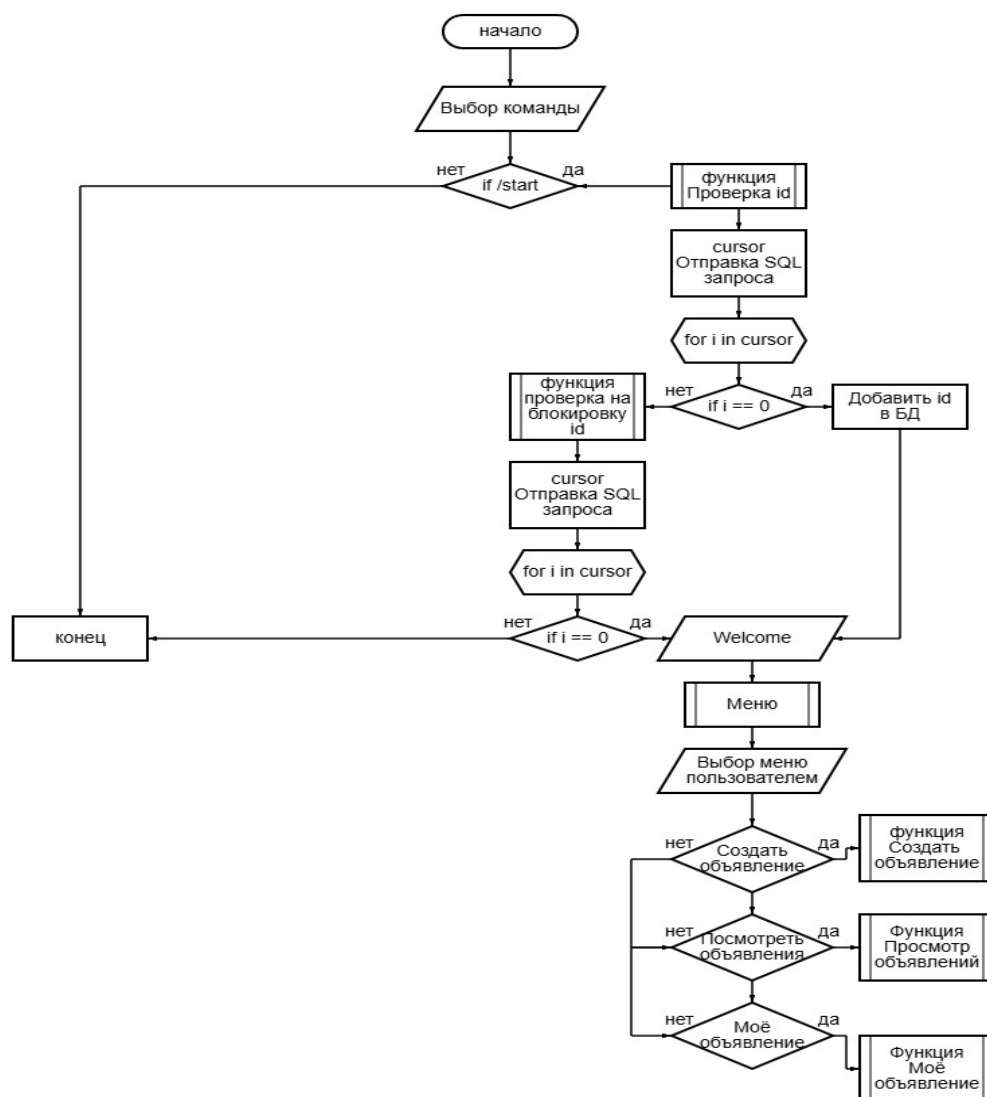 начало
Выбор команды
нет
да
if /start
функция
Проверка id
cursor
Отправка SQL
запроса
for i in cursor
нет
да
if i == 0
Добавить id
в БД
функция
проверка на
блокировку
id
cursor
Отправка SQL
запроса
for i in cursor
нет
да
if i == 0
конец
Welcome
Меню
Выбор меню
пользователем
нет
да
Создать
объявление
функция
Создать
объявление
нет
да
Посмотреть
объявления
Функция
Просмотр
объявлений
нет
да
Моё
объявление
Функция
Моё
объявление